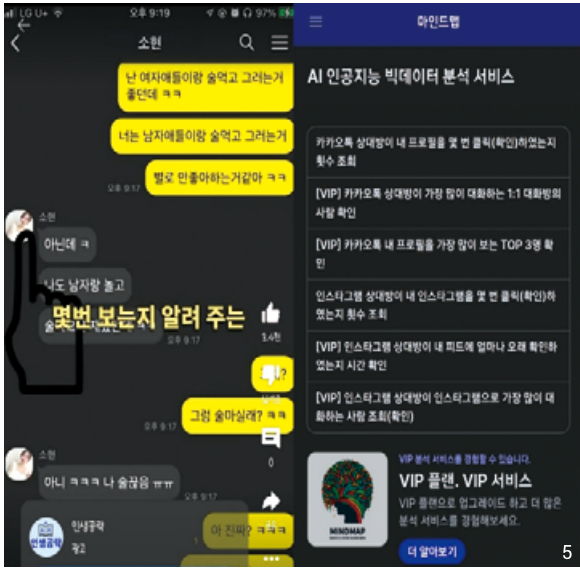 LG U+
오후 9:19
97%
소현
난 여자애들이랑 술먹고 그러는거
좋던데 ㅋㅋ
너는 남자애들이랑 술먹고 그러는거
별로 안좋아하는거같아 ㅋㅋ
오후 9:17
소현
아닌데 ㅋ
나도 남자랑 놀고
몇번 보는지 알려 주는
오후 9:17
3.4천
그럼 술마실래? ㅋㅋ
오후 9:17
0
소현
아니 ㅋㅋㅋ 나 술끊음 ㅠㅠ
오후 9:17
아 진짜? ㅋㅋㅋ
인생공략
인생공략
광고
마인드맵
AI 인공지능 빅데이터 분석 서비스
카카오톡 상대방이 내 프로필을 몇 번 클릭(확인)하였는지
횟수 조회
[VIP] 카카오톡 상대방이 가장 많이 대화하는 1:1 대화방의
사람 확인
[VIP] 카카오톡 내 프로필을 가장 많이 보는 TOP 3명 확
인
인스타그램 상대방이 내 인스타그램을 몇 번 클릭(확인)하
였는지 횟수 조회
[VIP] 인스타그램 상대방이 내 피드에 얼마나 오래 확인하
였는지 시간 확인
[VIP] 인스타그램 상대방이 인스타그램으로 가장 많이 대
화하는 사람 조회(확인)
MINDMAP
VIP 분석 서비스를 경험할 수 있습니다.
VIP 플랜. VIP 서비스
VIP 플랜으로 업그레이드 하고 더 많은
분석 서비스를 경험해보세요.
더 알아보기
5